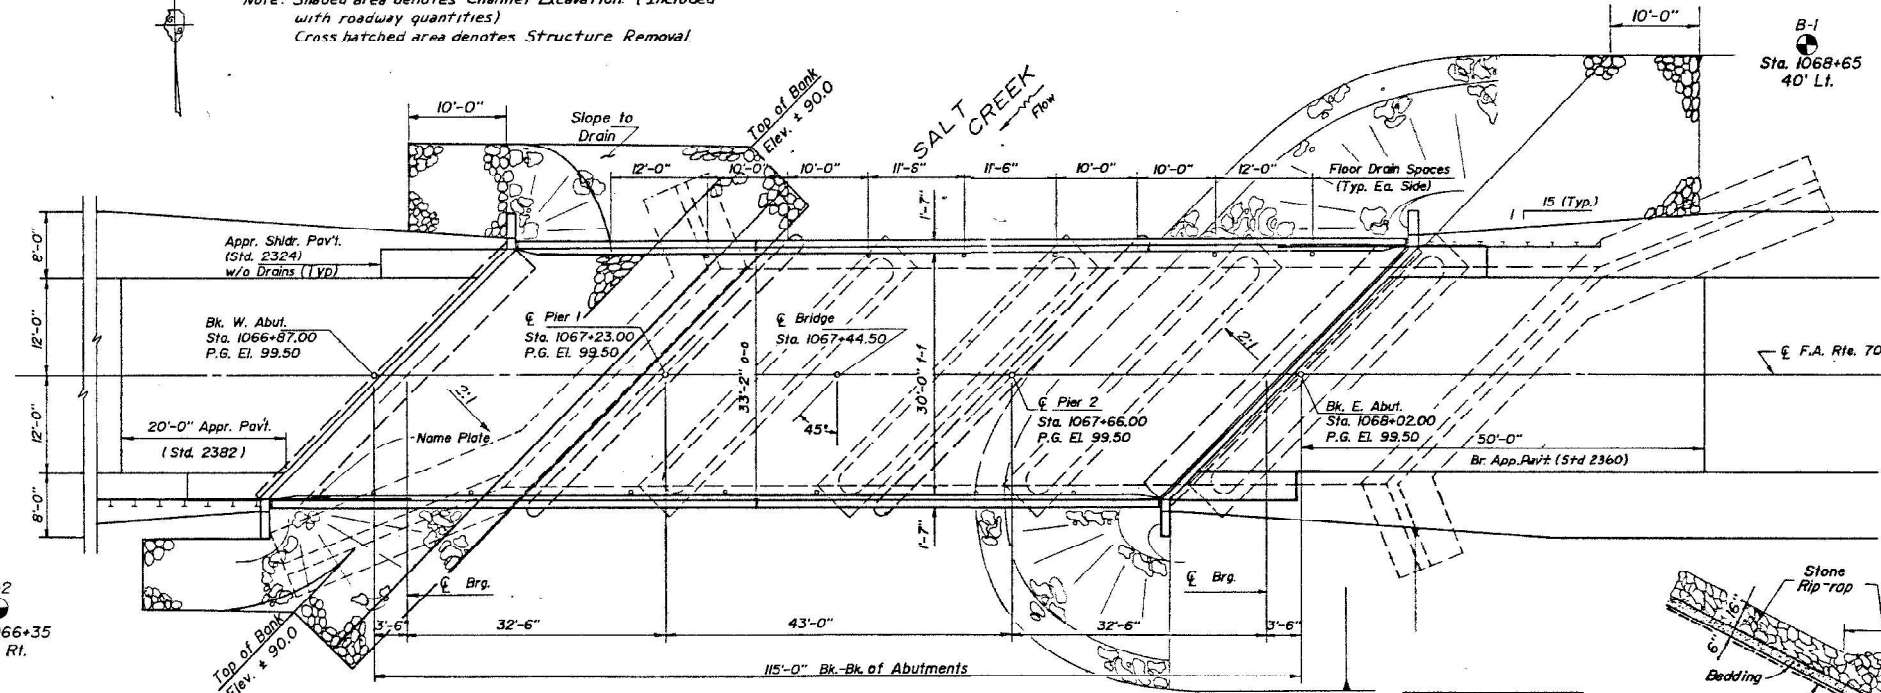 Note: Shaded area denotes Channel Excavation. (Included
with roadway quantities)
Cross hatched area denotes Structure Removal
10'-0"
B-1
Sta. 1068+65
40' Lt.
10'-0"
Slope to
Drain
Top of Bank
Elev. ± 90.0
SALT
CREEK
Flow
12'-0"
10'-0"
10'-0"
11'-6"
11'-6"
10'-0"
10'-0"
12'-0"
Floor Drain Spaces
(Typ. Ea. Side)
1'-7"
1
15 (Typ.)
8'-0"
Appr. Shldr. Pav't.
(Std. 2324)
w/o Drains (Typ)
12'-0"
Bk. W. Abut.
Sta. 1066+87.00
P.G. El. 99.50
℄ Pier 1
Sta. 1067+23.00
P.G. El. 99.50
℄ Bridge
Sta. 1067+44.50
2:1
℄ F.A. Rte. 70
33'-2" o-o
30'-0" f-f
2:1
12'-0"
20'-0" Appr. Pavt.
(Std. 2382)
Name Plate
45°
℄ Pier 2
Sta. 1067+66.00
P.G. El. 99.50
Bk. E. Abut.
Sta. 1068+02.00
P.G. El. 99.50
50'-0"
Br. App. Pav't. (Std 2360)
8'-0"
1'-7"
2
66+35
Rt.
℄ Brg.
℄ Brg.
Stone
Rip-rap
6"
6"
Bedding
Top of Bank
Elev. ± 90.0
3'-6"
32'-6"
43'-0"
32'-6"
3'-6"
115'-0" Bk.-Bk. of Abutments